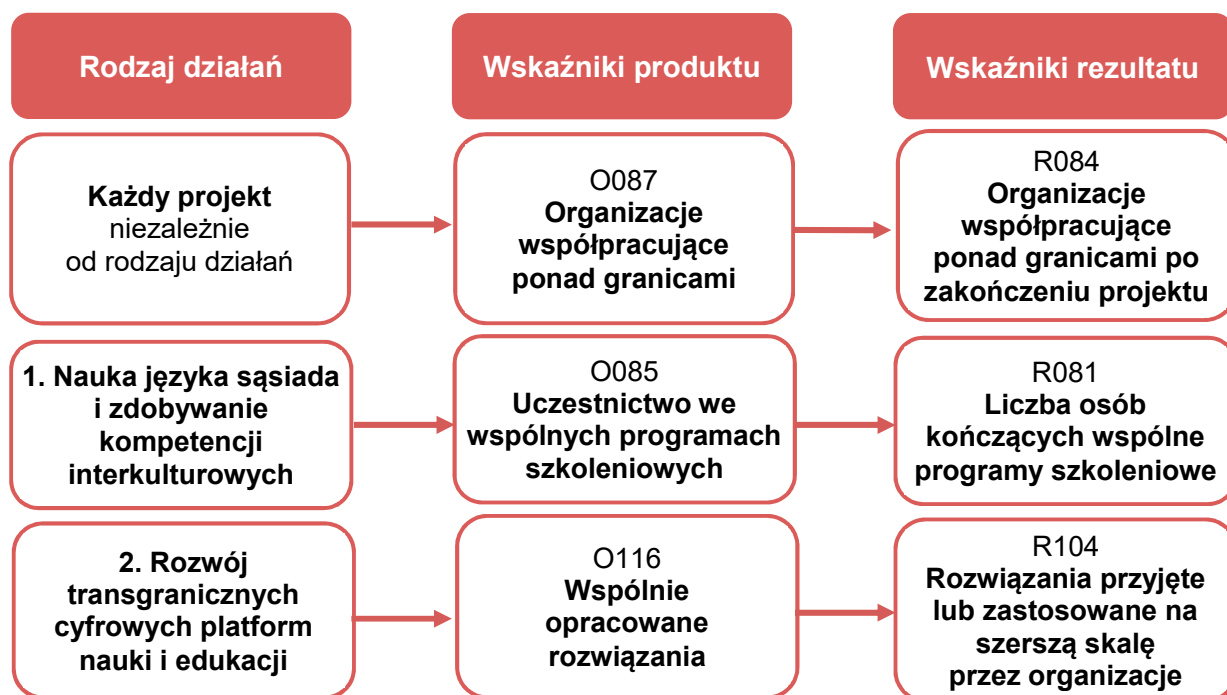 Rodzaj działań
Wskaźniki produktu
Wskaźniki rezultatu
Każdy projekt
niezależnie
od rodzaju działań
O087
Organizacje
współpracujące
ponad granicami
R084
Organizacje
współpracujące
ponad granicami po
zakończeniu projektu
1. Nauka języka sąsiada
i zdobywanie
kompetencji
interkulturowych
O085
Uczestnictwo we
wspólnych programach
szkoleniowych
R081
Liczba osób
kończących wspólne
programy szkoleniowe
2. Rozwój
transgranicznych
cyfrowych platform
nauki i edukacji
O116
Wspólnie
opracowane
rozwiązania
R104
Rozwiązania przyjęte
lub zastosowane na
szerszą skalę
przez organizacje